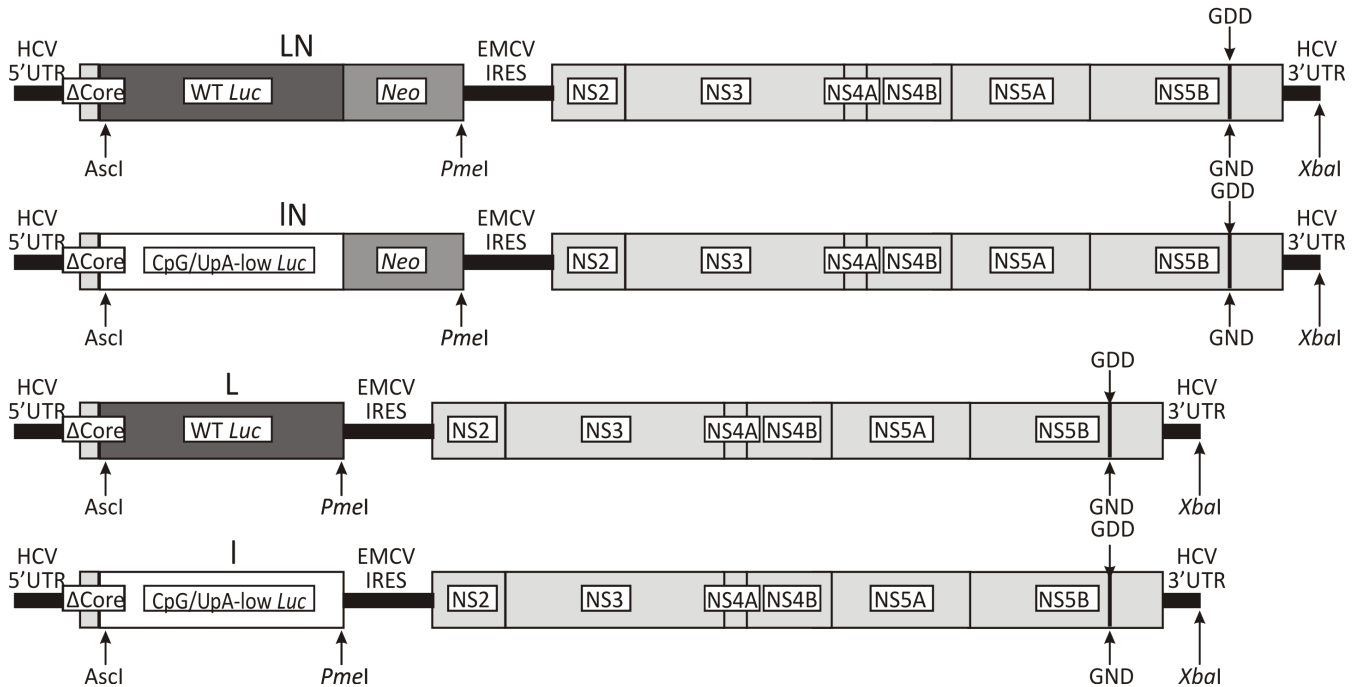 LN
HCV EMCV GDD HCV
5'UTR IRES 3'UTR
ΔCore WT Luc Neo NS2 NS3 NS4A NS4B NS5A NS5B
AscI PmeI GND XbaI
lN
HCV EMCV GDD HCV
5'UTR IRES 3'UTR
ΔCore CpG/UpA-low Luc Neo NS2 NS3 NS4A NS4B NS5A NS5B
AscI PmeI GND XbaI
L
HCV EMCV GDD HCV
5'UTR IRES 3'UTR
ΔCore WT Luc NS2 NS3 NS4A NS4B NS5A NS5B
AscI PmeI GND XbaI
l
HCV EMCV GDD HCV
5'UTR IRES 3'UTR
ΔCore CpG/UpA-low Luc NS2 NS3 NS4A NS4B NS5A NS5B
AscI PmeI GND XbaI